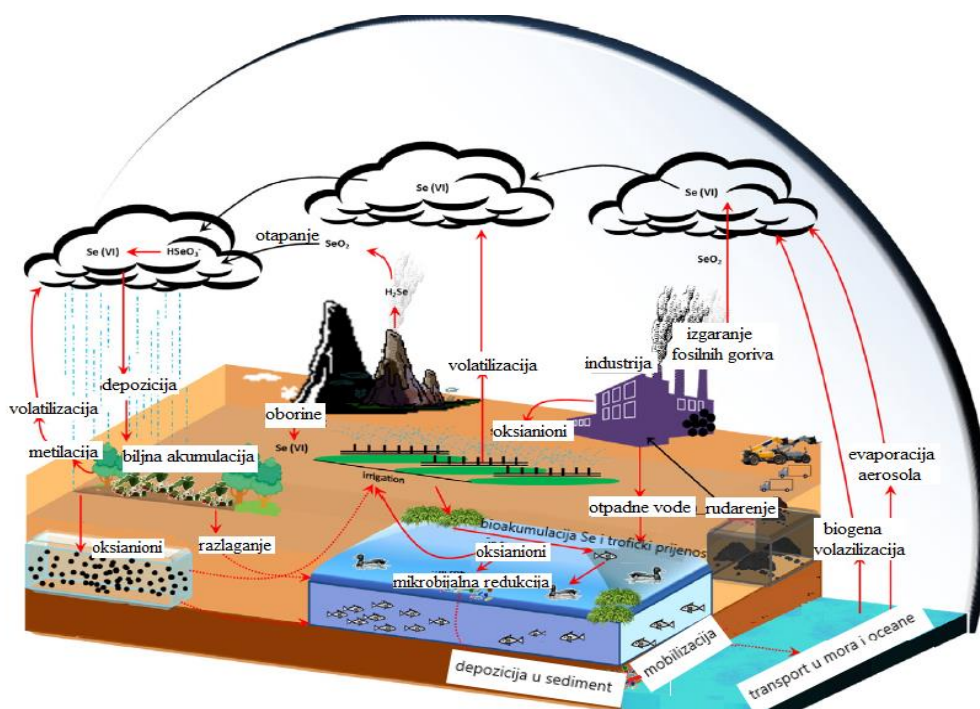 Se (VI)
Se (VI)
otapanje
SeO₂
Se (VI)
HSeO₃⁻
SeO₂
H₂Se
izgaranje
fosilnih goriva
industrija
volatilizacija
depozicija
volatilizacija
oborine
oksianioni
metilacija
biljna akumulacija
Se (VI)
evaporacija
aerosola
irrigation
otpadne vode
rudarenje
bioakumulacija Se i trofički prijenos
biogena
volazilizacija
oksianioni
razlaganje
oksianioni
mikrobijalna redukcija
depozicija u sediment
mobilizacija
transport u mora i oceane